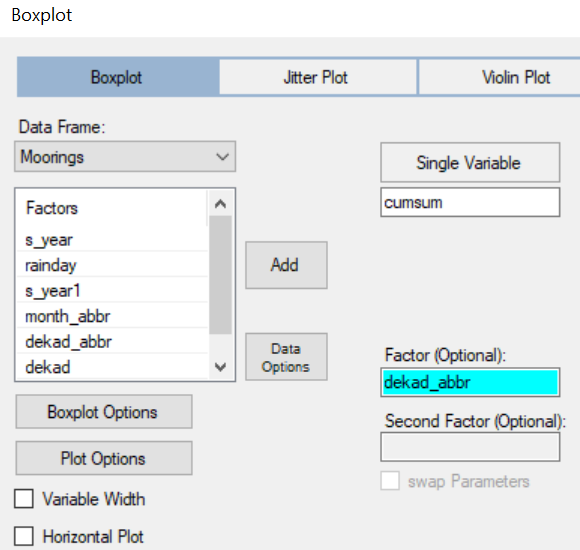 Boxplot
Boxplot
Jitter Plot
Violin Plot
Data Frame:
Moorings
Factors
s_year
rainday
s_year1
month_abbr
dekad_abbr
dekad
Add
Data
Options
Single Variable
cumsum
Factor (Optional):
dekad_abbr
Second Factor (Optional):
swap Parameters
Boxplot Options
Plot Options
Variable Width
Horizontal Plot